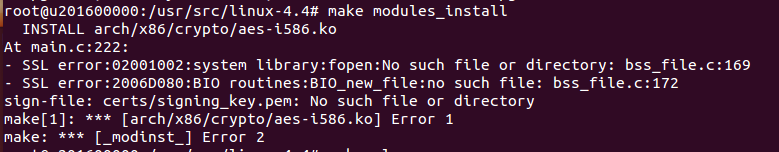 root@u201600000:/usr/src/linux-4.4# make modules_install
  INSTALL arch/x86/crypto/aes-i586.ko
At main.c:222:
- SSL error:02001002:system library:fopen:No such file or directory: bss_file.c:169
- SSL error:2006D080:BIO routines:BIO_new_file:no such file: bss_file.c:172
sign-file: certs/signing_key.pem: No such file or directory
make[1]: *** [arch/x86/crypto/aes-i586.ko] Error 1
make: *** [_modinst_] Error 2